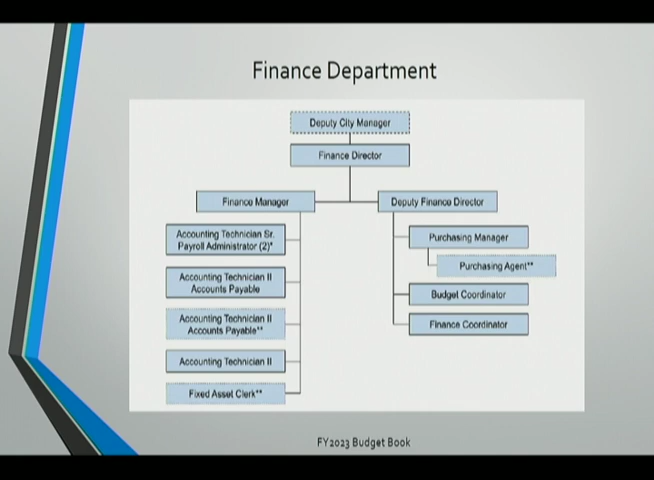 Finance Department
Deputy City Manager
Finance Director
Finance Manager
Deputy Finance Director
Accounting Technician Sr.
Payroll Administrator (2)*
Accounting Technician II
Accounts Payable
Accounting Technician II
Accounts Payable**
Accounting Technician II
Fixed Asset Clerk**
Purchasing Manager
Purchasing Agent**
Budget Coordinator
Finance Coordinator
FY2023 Budget Book